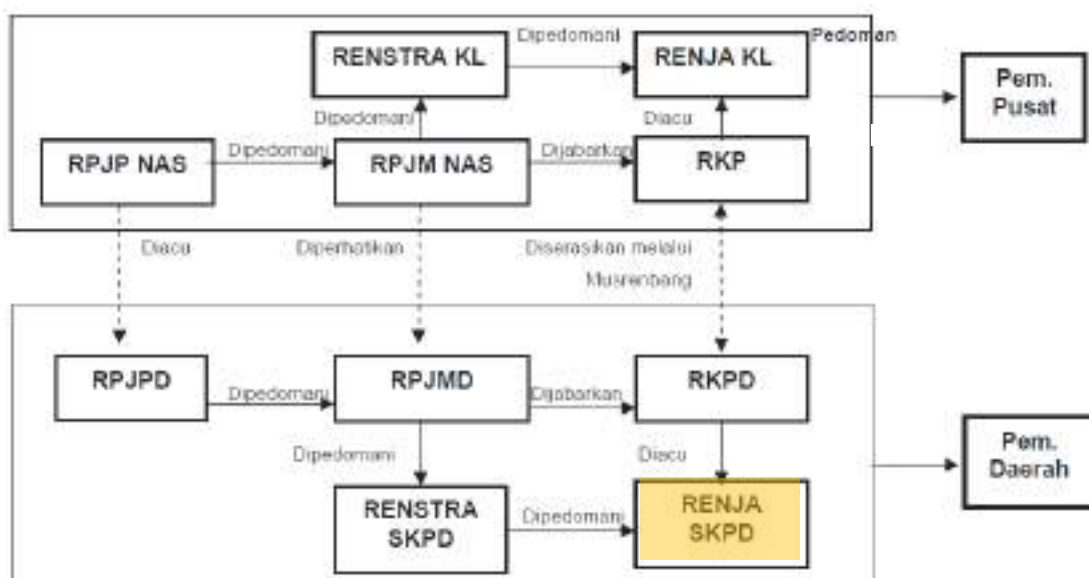 Dipedomani
Pedoman
RENSTRA KL
RENJA KL
Pem.
Pusat
Dipedomani
Diacu
RPJP NAS
Dipedomani
RPJM NAS
Dijabarkan
RKP
Diacu
Diperhatikan
Diserasikan melalui
Musrenbang
RPJPD
Dipedomani
RPJMD
Dijabarkan
RKPD
Dipedomani
Diacu
Pem.
Daerah
RENSTRA
SKPD
Dipedomani
RENJA
SKPD